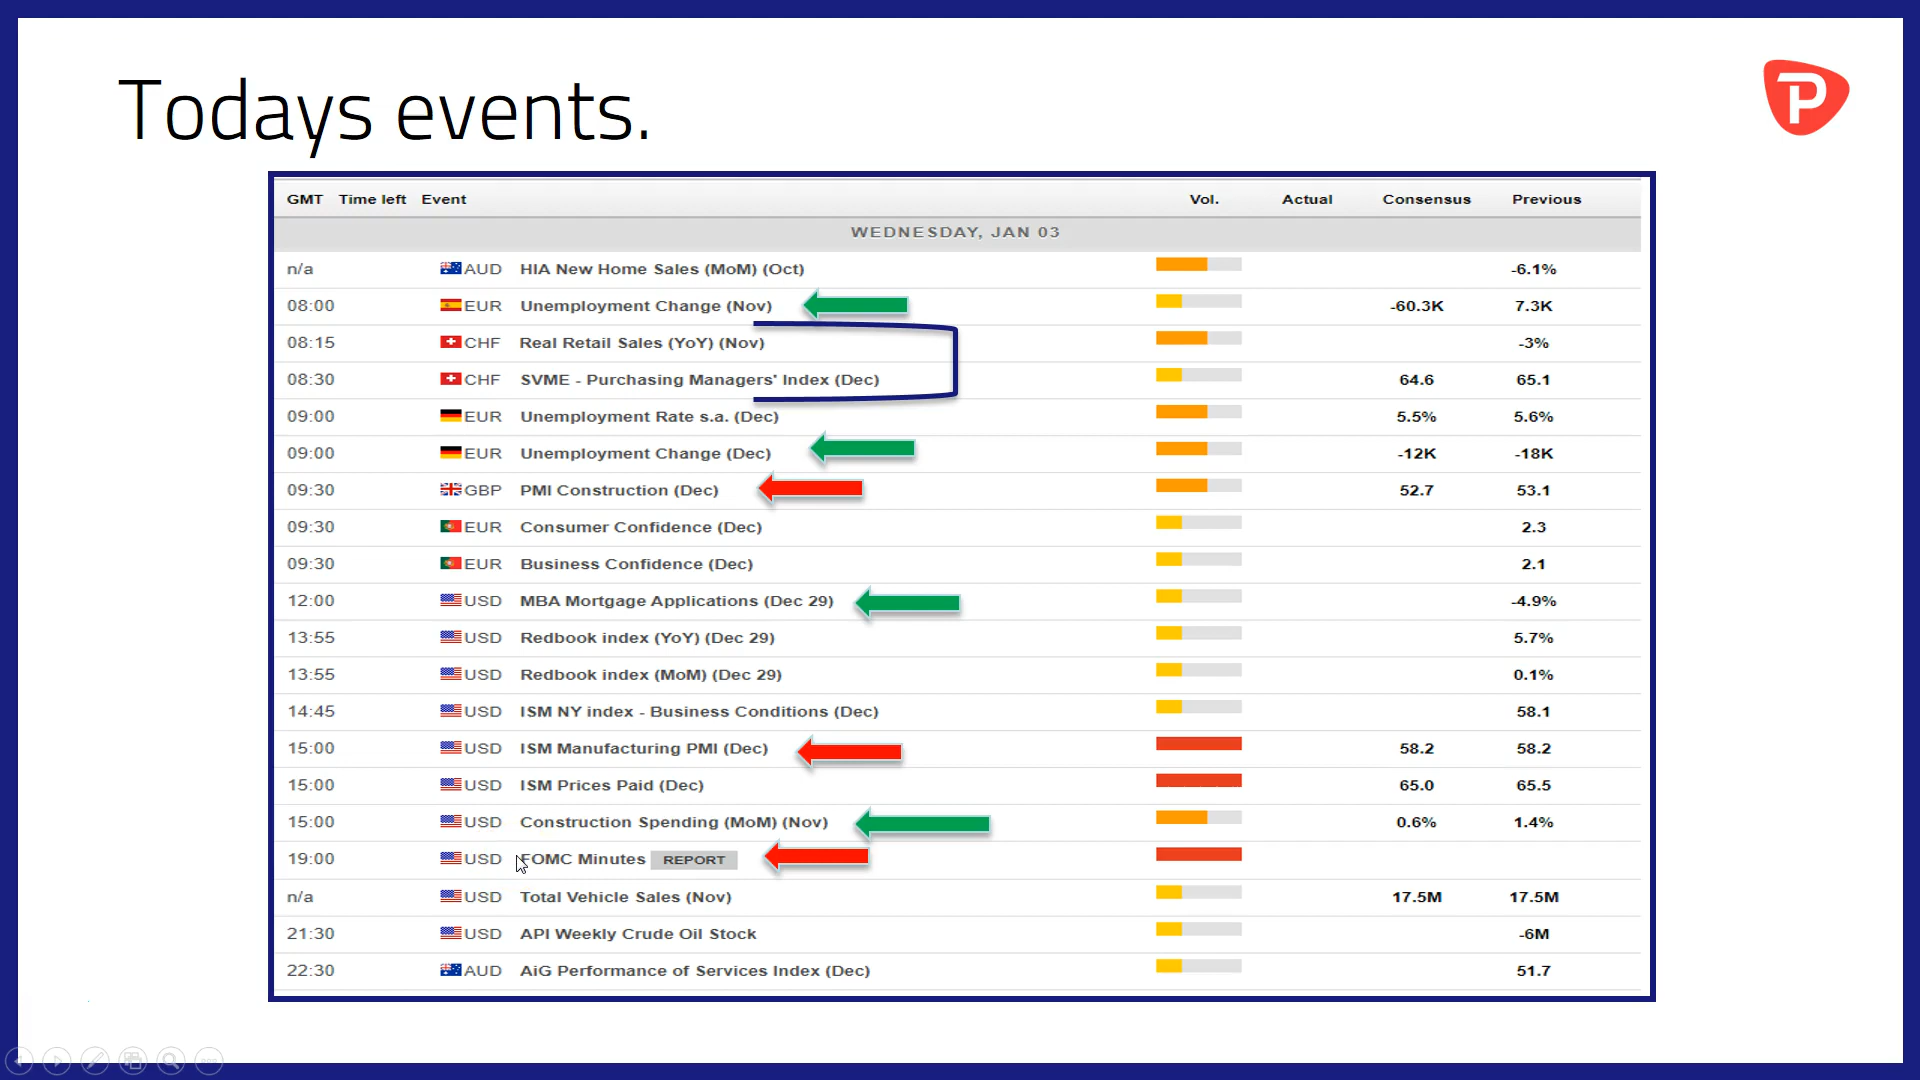 Todays events.
P
GMT Time left Event Vol. Actual Consensus Previous
WEDNESDAY, JAN 03
n/a AUD HIA New Home Sales (MoM) (Oct) -6.1%
08:00 EUR Unemployment Change (Nov) -60.3K 7.3K
08:15 CHF Real Retail Sales (YoY) (Nov) -3%
08:30 CHF SVME - Purchasing Managers' Index (Dec) 64.6 65.1
09:00 EUR Unemployment Rate s.a. (Dec) 5.5% 5.6%
09:00 EUR Unemployment Change (Dec) -12K -18K
09:30 GBP PMI Construction (Dec) 52.7 53.1
09:30 EUR Consumer Confidence (Dec) 2.3
09:30 EUR Business Confidence (Dec) 2.1
12:00 USD MBA Mortgage Applications (Dec 29) -4.9%
13:55 USD Redbook index (YoY) (Dec 29) 5.7%
13:55 USD Redbook index (MoM) (Dec 29) 0.1%
14:45 USD ISM NY index - Business Conditions (Dec) 58.1
15:00 USD ISM Manufacturing PMI (Dec) 58.2 58.2
15:00 USD ISM Prices Paid (Dec) 65.0 65.5
15:00 USD Construction Spending (MoM) (Nov) 0.6% 1.4%
19:00 USD FOMC Minutes REPORT
n/a USD Total Vehicle Sales (Nov) 17.5M 17.5M
21:30 USD API Weekly Crude Oil Stock -6M
22:30 AUD AiG Performance of Services Index (Dec) 51.7